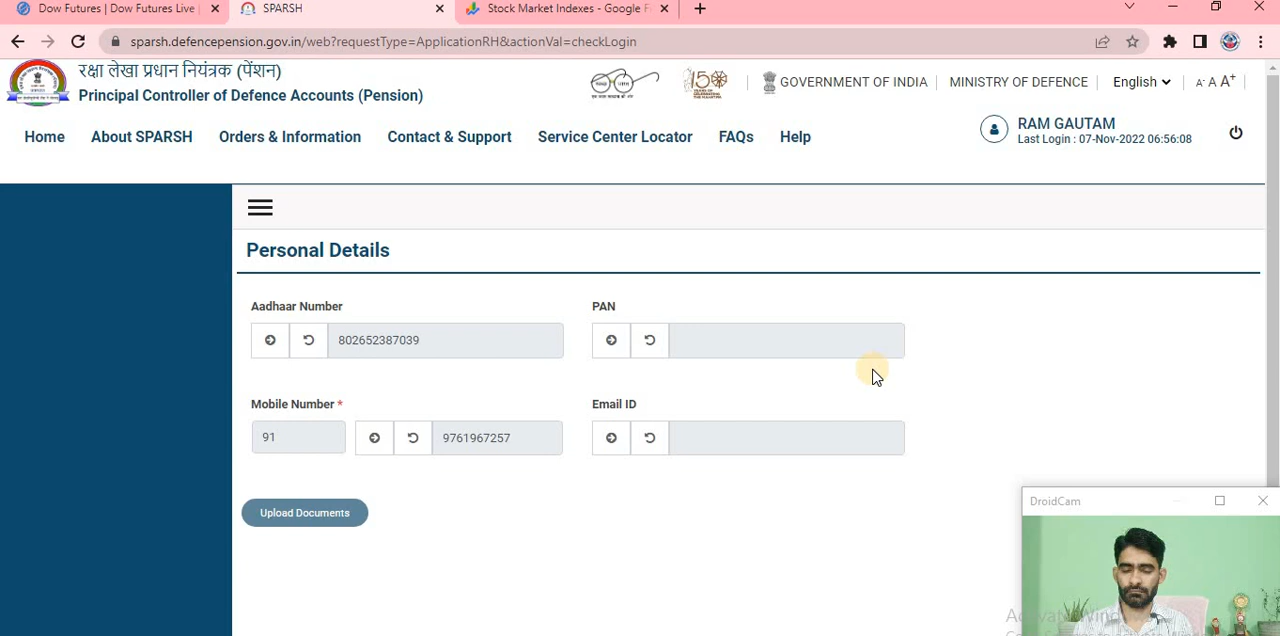 Dow Futures | Dow Futures Live
SPARSH
Stock Market Indexes - Google F
sparsh.defencepension.gov.in/web?requestType=ApplicationRH&actionVal=checkLogin
रक्षा लेखा प्रधान नियंत्रक (पेंशन)
Principal Controller of Defence Accounts (Pension)
150
GOVERNMENT OF INDIA
MINISTRY OF DEFENCE
English
A- A A+
Home
About SPARSH
Orders & Information
Contact & Support
Service Center Locator
FAQs
Help
RAM GAUTAM
Last Login : 07-Nov-2022 06:56:08
Personal Details
Aadhaar Number
PAN
802652387039
Mobile Number *
Email ID
91
9761967257
Upload Documents
DroidCam